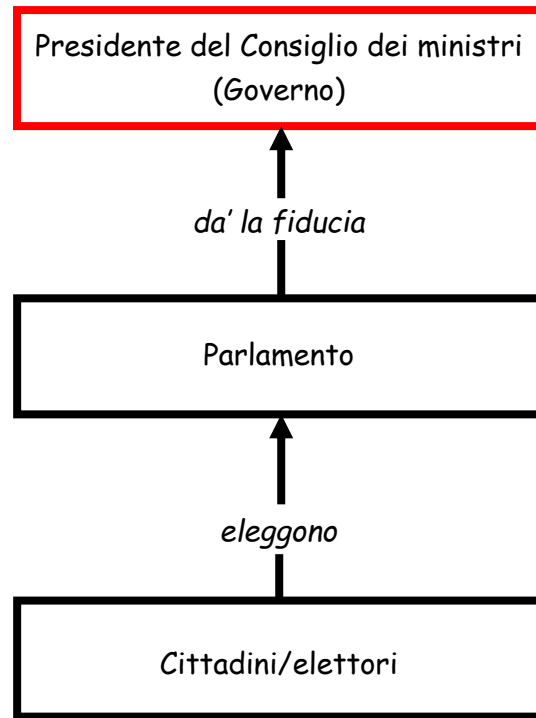 Presidente del Consiglio dei ministri
(Governo)
da’ la fiducia
Parlamento
eleggono
Cittadini/elettori